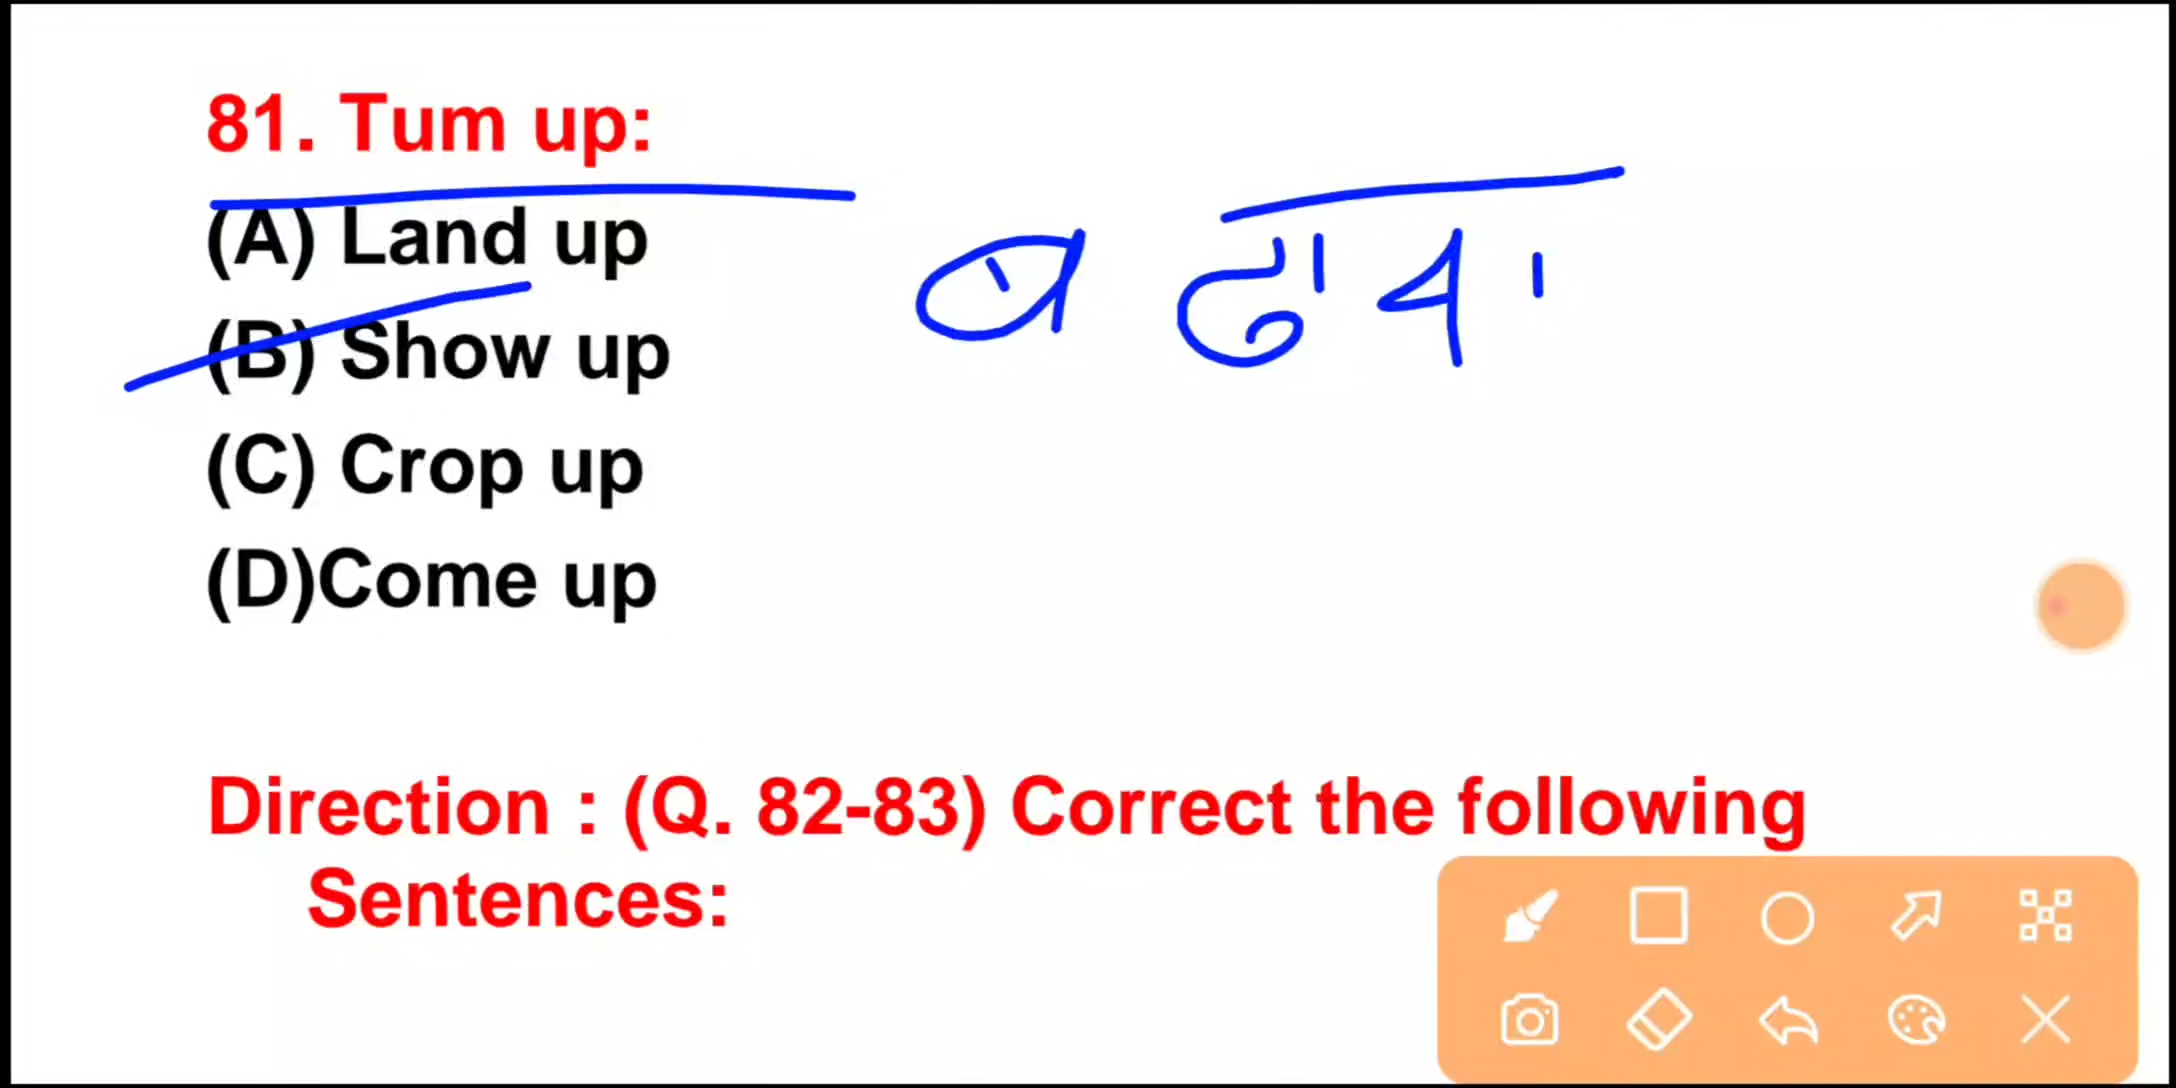 81. Tum up:
(A) Land up
(B) Show up
(C) Crop up
(D)Come up
Direction : (Q. 82-83) Correct the following
Sentences: